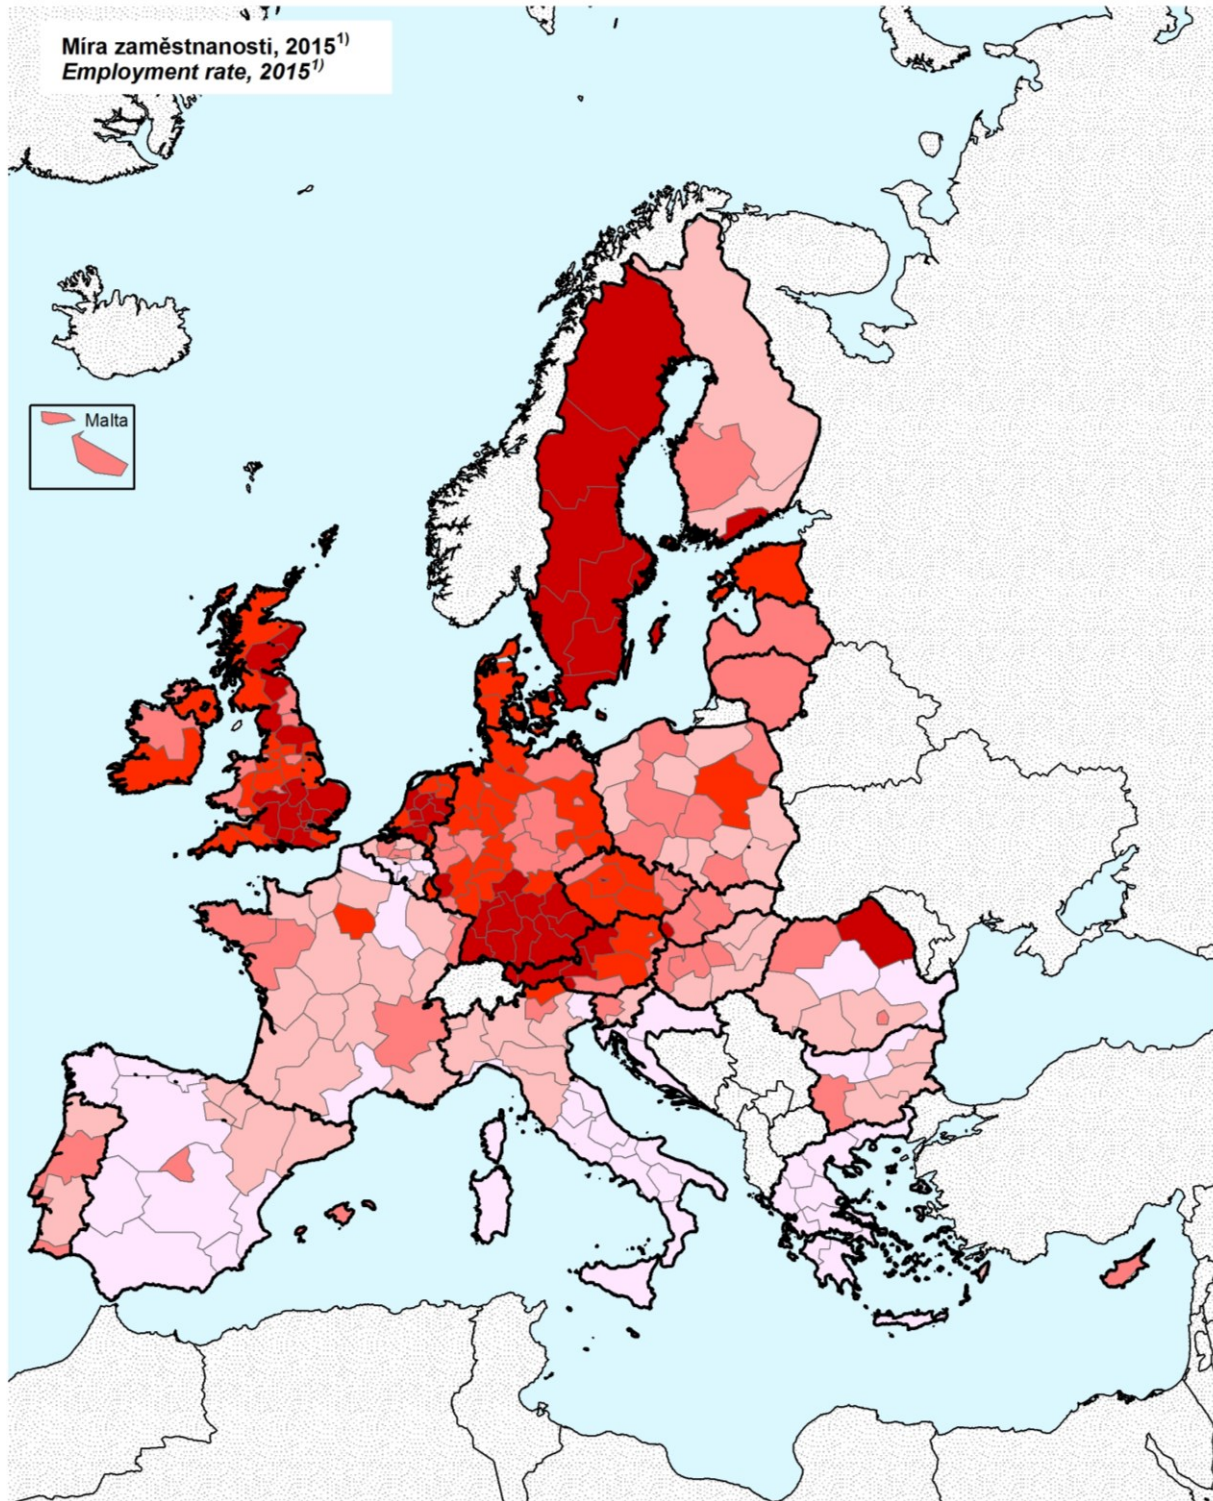 Míra zaměstnanosti, 2015¹⁾
Employment rate, 2015¹⁾
Malta